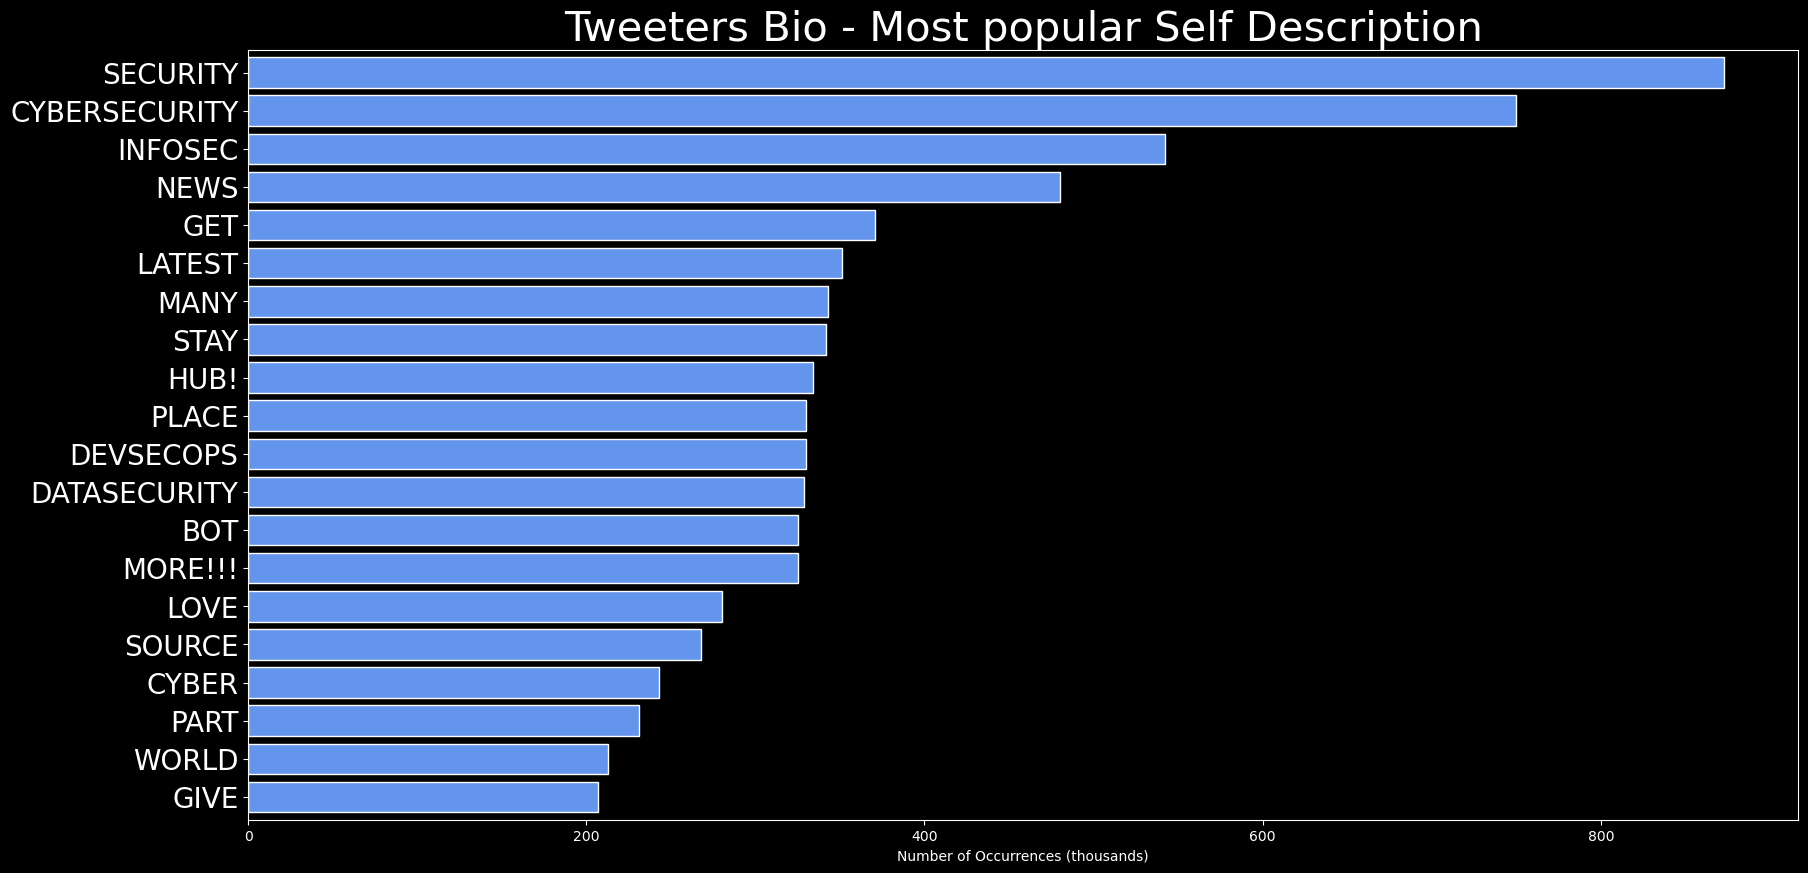 Tweeters Bio - Most popular Self Description
SECURITY
CYBERSECURITY
INFOSEC
NEWS
GET
LATEST
MANY
STAY
HUB!
PLACE
DEVSECOPS
DATASECURITY
BOT
MORE!!!
LOVE
SOURCE
CYBER
PART
WORLD
GIVE
0 200 400 600 800
Number of Occurrences (thousands)